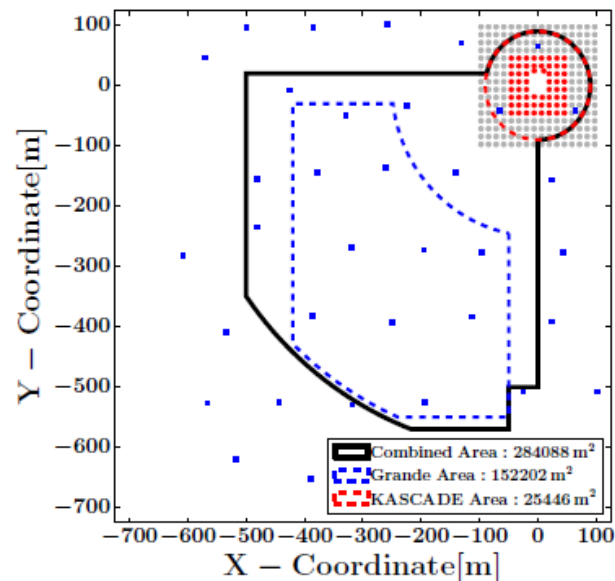 100
0
−100
−200
−300
−400
−500
−600
−700
Y − Coordinate[m]
Combined Area : 284088 m²
Grande Area : 152202 m²
KASCADE Area : 25446 m²
−700 −600 −500 −400 −300 −200 −100 0 100
X − Coordinate[m]